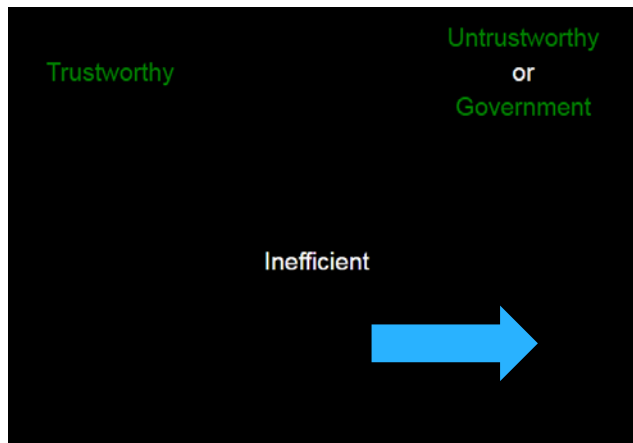 Trustworthy
Untrustworthy
or
Government
Inefficient